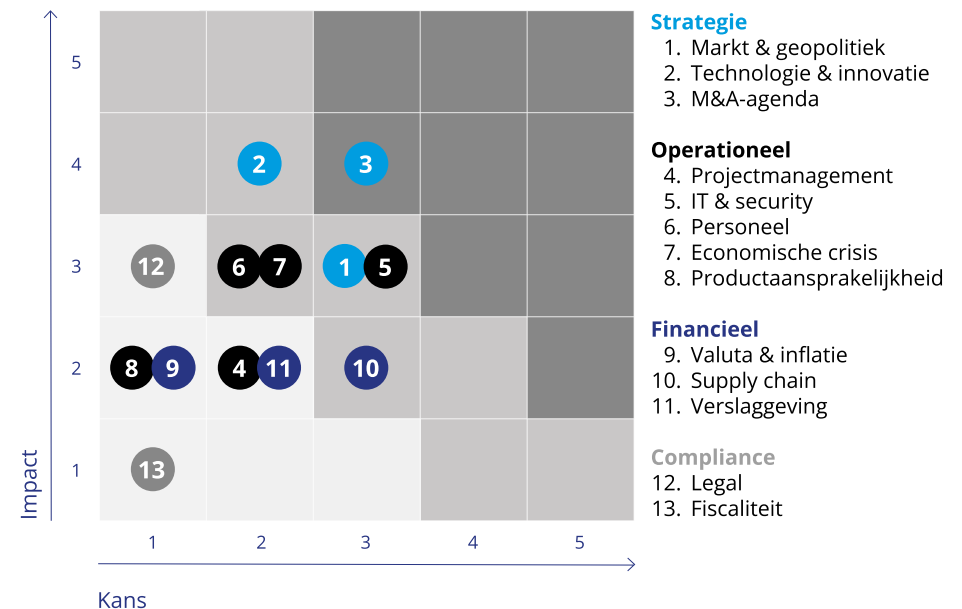 5
4
3
2
1
Impact
2
3
12
6
7
1
5
8
9
4
11
10
13
1
2
3
4
5
Kans
Strategie
1. Markt & geopolitiek
2. Technologie & innovatie
3. M&A-agenda
Operationeel
4. Projectmanagement
5. IT & security
6. Personeel
7. Economische crisis
8. Productaansprakelijkheid
Financieel
9. Valuta & inflatie
10. Supply chain
11. Verslaggeving
Compliance
12. Legal
13. Fiscaliteit